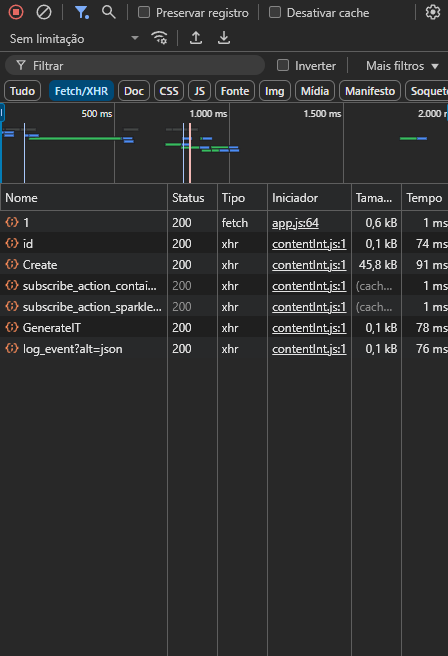 Preservar registro Desativar cache
Sem limitação
Filtrar Inverter Mais filtros
Tudo Fetch/XHR Doc CSS JS Fonte Img Mídia Manifesto Soquete
500 ms 1.000 ms 1.500 ms 2.000
Nome Status Tipo Iniciador Tama... Tempo
1 200 fetch app.js:64 0,6 kB 1 ms
id 200 xhr contentInt.js:1 0,1 kB 74 ms
Create 200 xhr contentInt.js:1 45,8 kB 91 ms
subscribe_action_contai... 200 xhr contentInt.js:1 (cach... 1 ms
subscribe_action_sparkle... 200 xhr contentInt.js:1 (cach... 1 ms
GenerateIT 200 xhr contentInt.js:1 0,1 kB 78 ms
log_event?alt=json 200 xhr contentInt.js:1 0,1 kB 76 ms